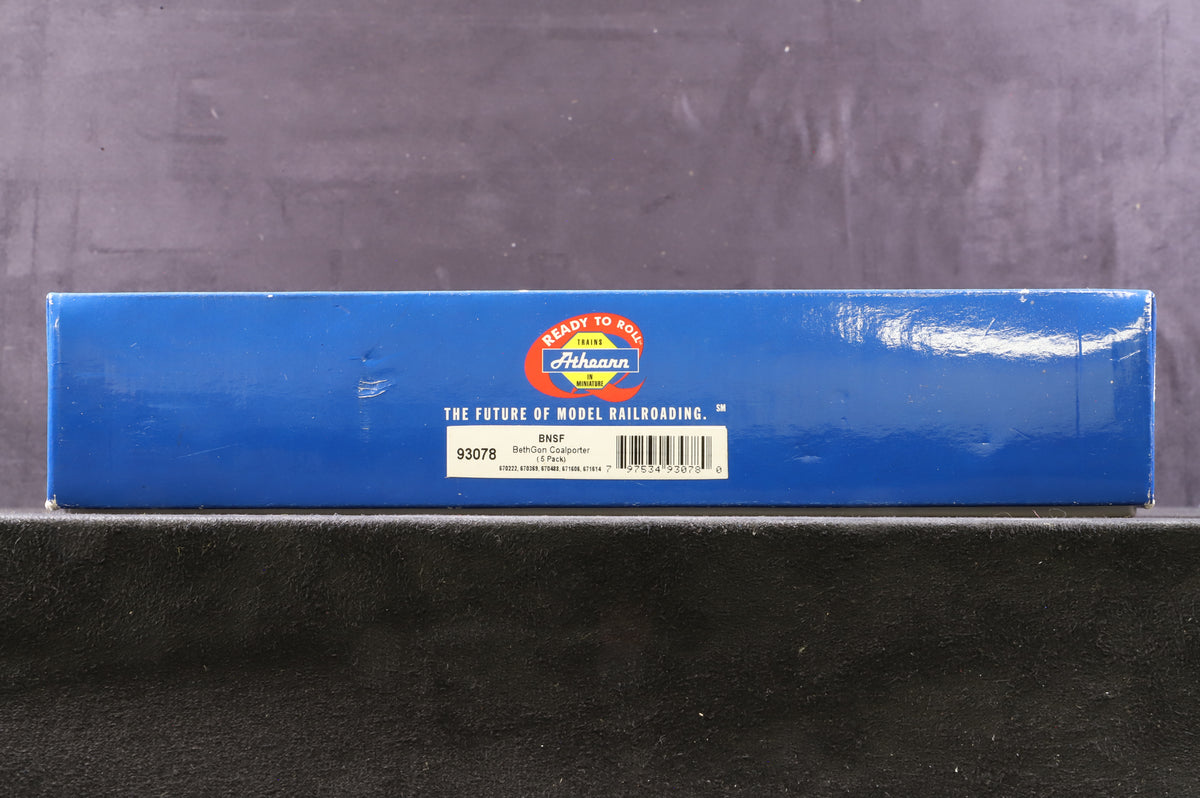 READY TO ROLL
TRAINS
Athearn
IN
MINIATURE
THE FUTURE OF MODEL RAILROADING. SM
93078
BNSF
BethGon Coalporter
(5 Pack)
670222, 670369, 670488, 671606, 671614
7 97534 93078 0